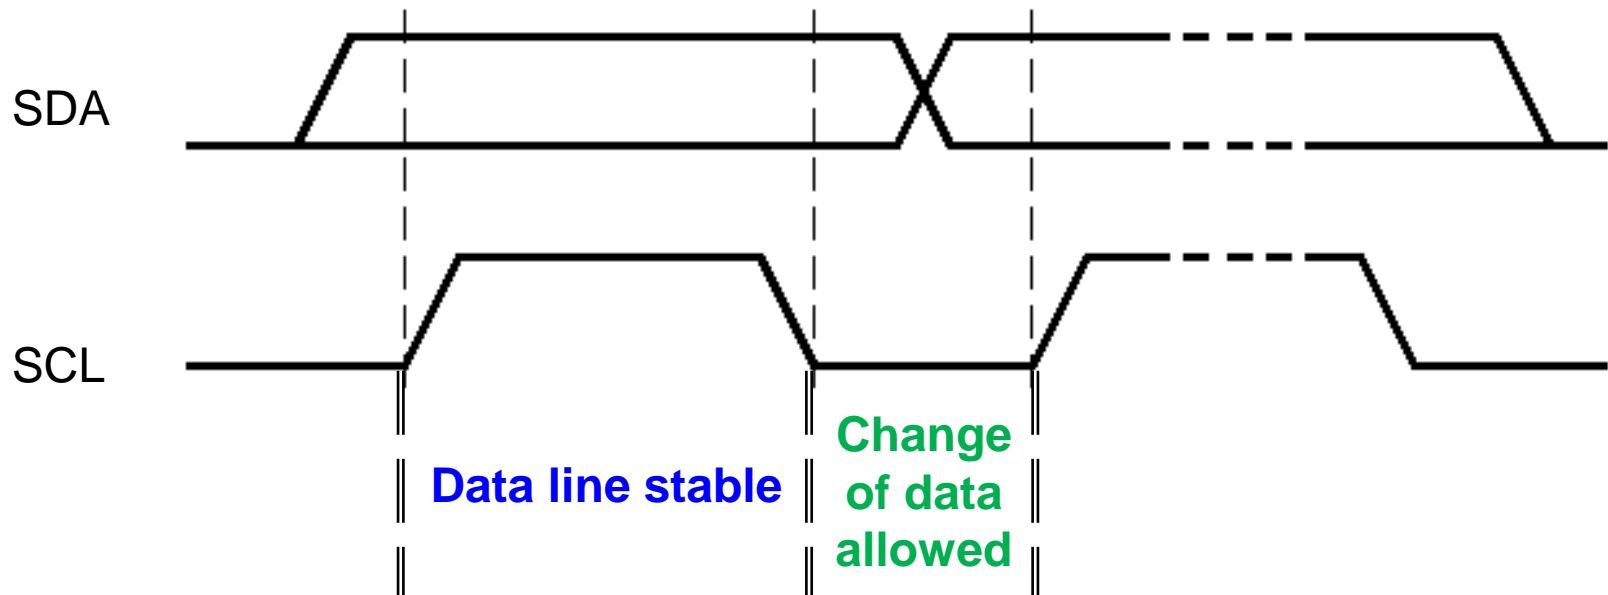 SDA
SCL
Data line stable
Change
of data
allowed